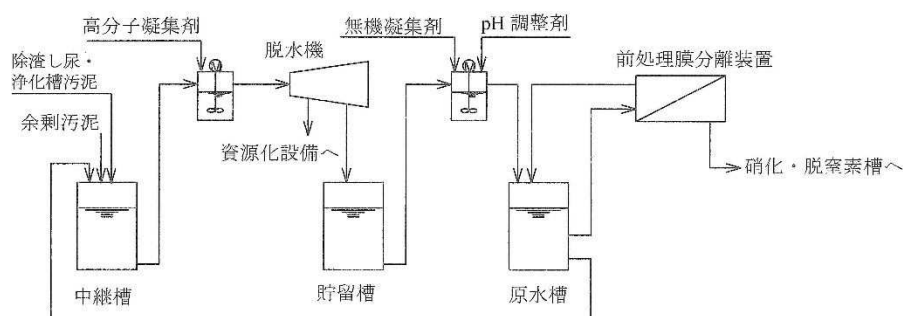 高分子凝集剤
無機凝集剤
pH 調整剤
除渣し尿・
浄化槽汚泥
脱水機
前処理膜分離装置
余剰汚泥
資源化設備へ
硝化・脱窒素槽へ
中継槽
貯留槽
原水槽